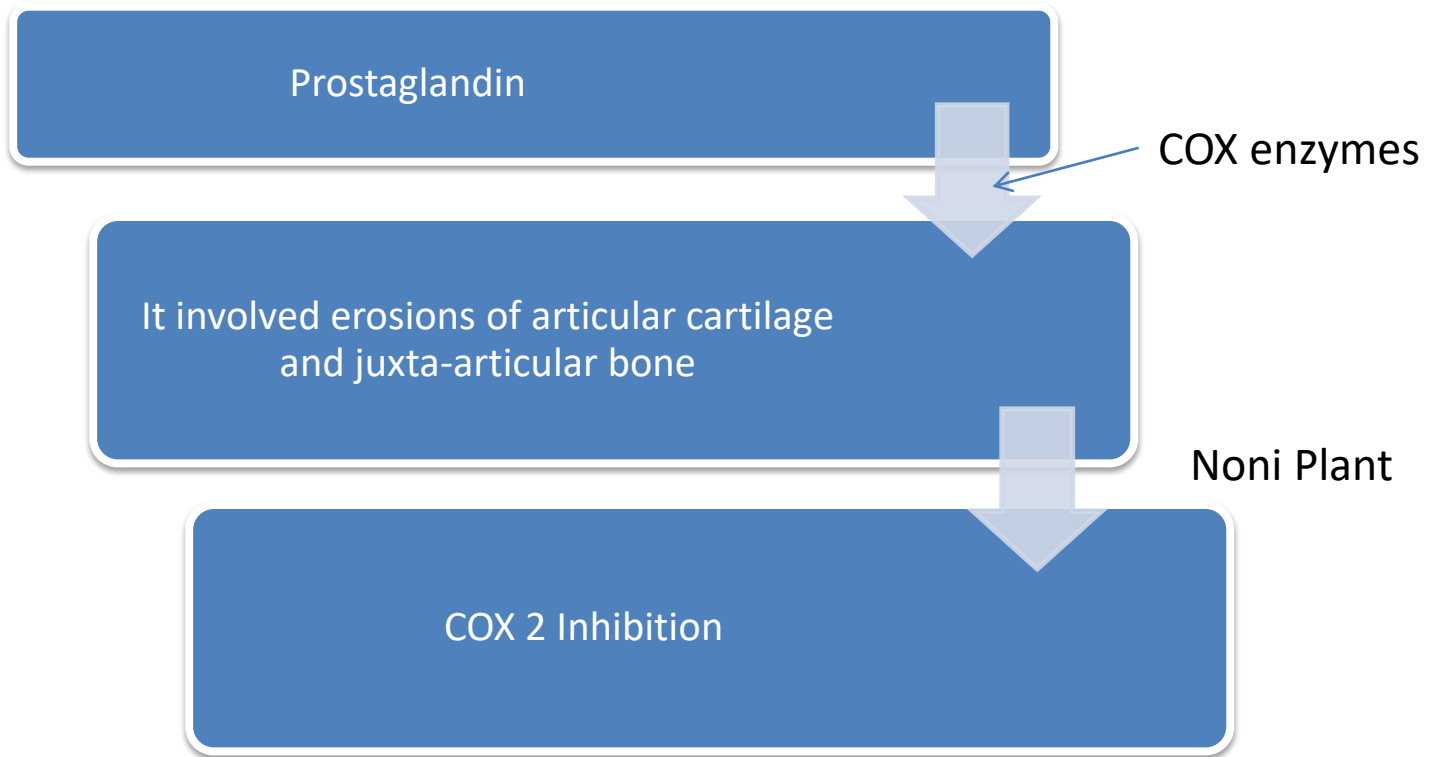 Prostaglandin
COX enzymes
It involved erosions of articular cartilage
and juxta-articular bone
Noni Plant
COX 2 Inhibition